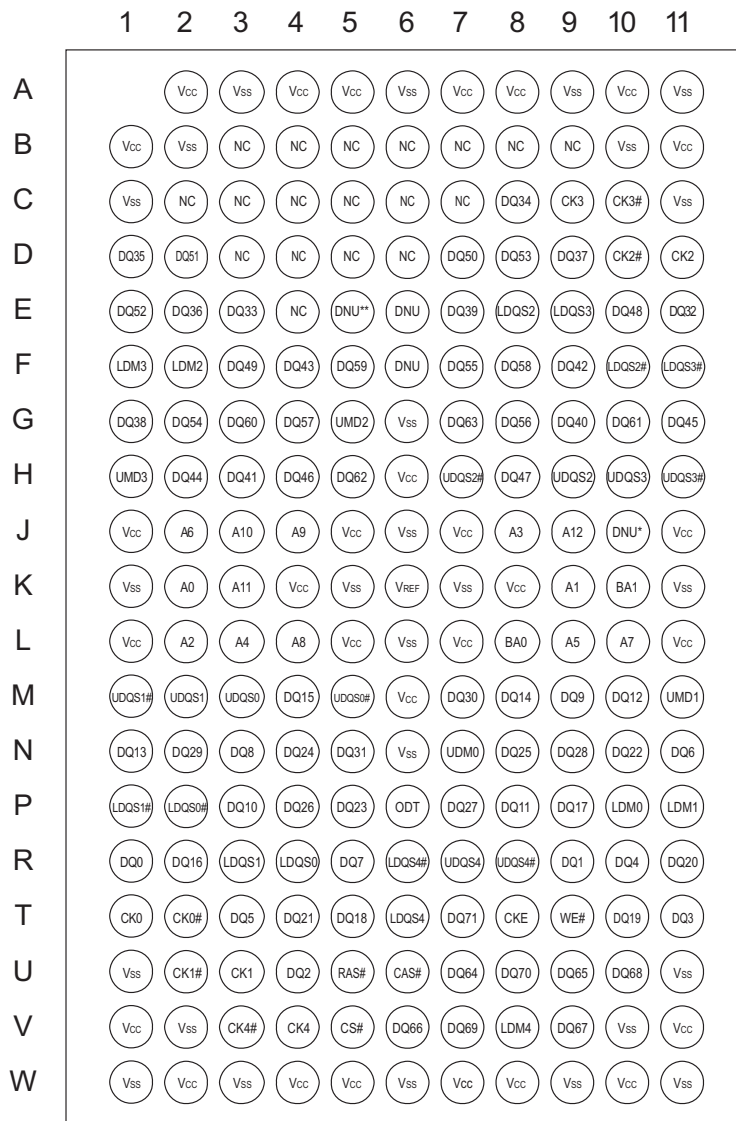 1 2 3 4 5 6 7 8 9 10 11
A Vcc Vss Vcc Vcc Vss Vcc Vcc Vss Vcc Vss
B Vcc Vss NC NC NC NC NC NC NC Vss Vcc
C Vss NC NC NC NC NC NC DQ34 CK3 CK3# Vss
D DQ35 DQ51 NC NC NC NC DQ50 DQ53 DQ37 CK2# CK2
E DQ52 DQ36 DQ33 NC DNU** DNU DQ39 LDQS2 LDQS3 DQ48 DQ32
F LDM3 LDM2 DQ49 DQ43 DQ59 DNU DQ55 DQ58 DQ42 LDQS2# LDQS3#
G DQ38 DQ54 DQ60 DQ57 UMD2 Vss DQ63 DQ56 DQ40 DQ61 DQ45
H UMD3 DQ44 DQ41 DQ46 DQ62 Vcc UDQS2# DQ47 UDQS2 UDQS3 UDQS3#
J Vcc A6 A10 A9 Vcc Vss Vcc A3 A12 DNU* Vcc
K Vss A0 A11 Vcc Vss VREF Vss Vcc A1 BA1 Vss
L Vcc A2 A4 A8 Vcc Vss Vcc BA0 A5 A7 Vcc
M UDQS1# UDQS1 UDQS0 DQ15 UDQS0# Vcc DQ30 DQ14 DQ9 DQ12 UMD1
N DQ13 DQ29 DQ8 DQ24 DQ31 Vss UDM0 DQ25 DQ28 DQ22 DQ6
P LDQS1# LDQS0# DQ10 DQ26 DQ23 ODT DQ27 DQ11 DQ17 LDM0 LDM1
R DQ0 DQ16 LDQS1 LDQS0 DQ7 LDQS4# UDQS4 UDQS4# DQ1 DQ4 DQ20
T CK0 CK0# DQ5 DQ21 DQ18 LDQS4 DQ71 CKE WE# DQ19 DQ3
U Vss CK1# CK1 DQ2 RAS# CAS# DQ64 DQ70 DQ65 DQ68 Vss
V Vcc Vss CK4# CK4 CS# DQ66 DQ69 LDM4 DQ67 Vss Vcc
W Vss Vcc Vss Vcc Vcc Vss Vcc Vcc Vss Vcc Vss